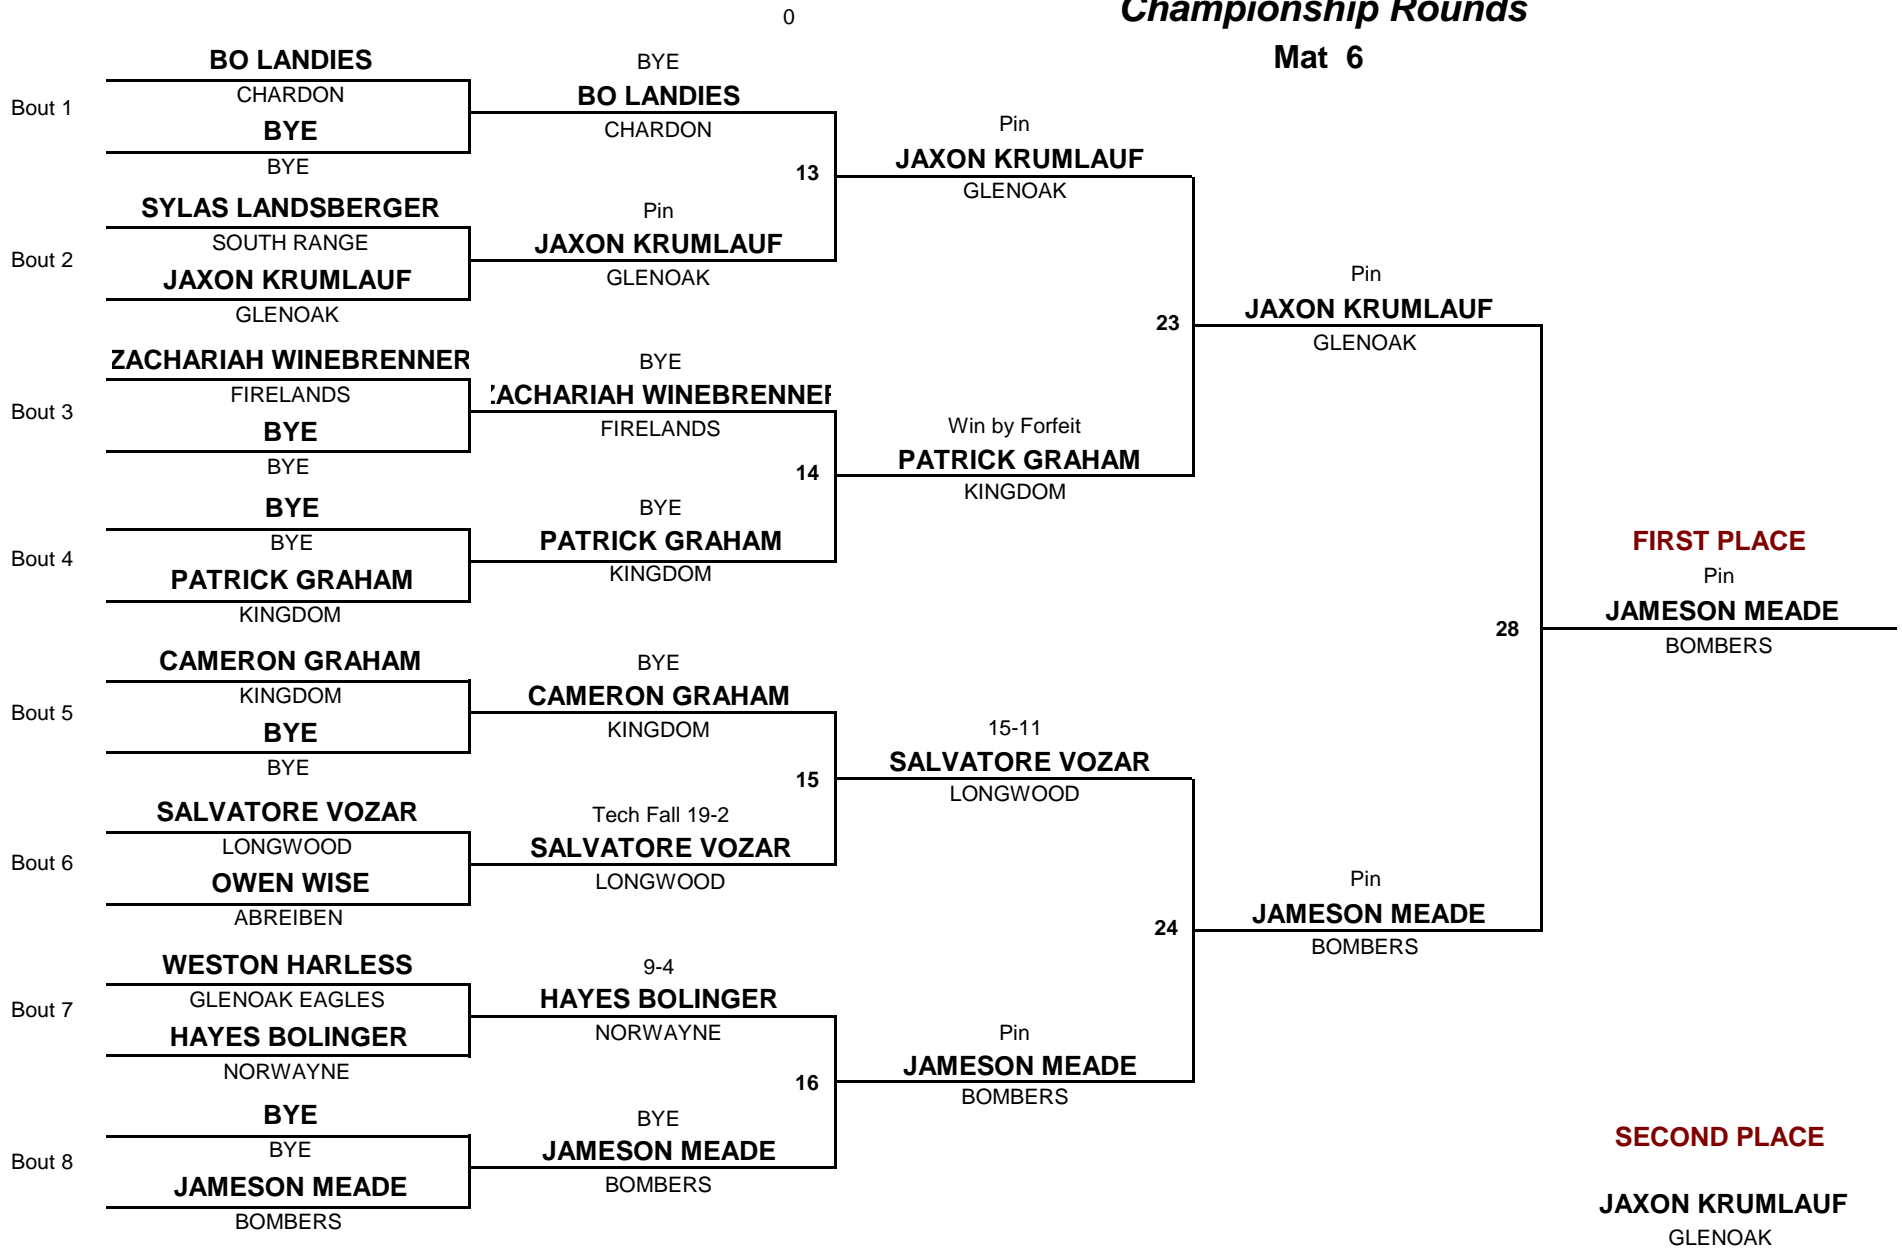 0
Championship Rounds
Mat 6
BO LANDIES
CHARDON
Bout 1
BYE
BYE
SYLAS LANDSBERGER
SOUTH RANGE
Bout 2
JAXON KRUMLAUF
GLENOAK
ZACHARIAH WINEBRENNER
FIRELANDS
Bout 3
BYE
BYE
BYE
BYE
Bout 4
PATRICK GRAHAM
KINGDOM
CAMERON GRAHAM
KINGDOM
Bout 5
BYE
BYE
SALVATORE VOZAR
LONGWOOD
Bout 6
OWEN WISE
ABREIBEN
WESTON HARLESS
GLENOAK EAGLES
Bout 7
HAYES BOLINGER
NORWAYNE
BYE
BYE
Bout 8
JAMESON MEADE
BOMBERS
BYE
BO LANDIES
CHARDON
13
Pin
JAXON KRUMLAUF
GLENOAK
BYE
ZACHARIAH WINEBRENNER
FIRELANDS
14
BYE
PATRICK GRAHAM
KINGDOM
BYE
CAMERON GRAHAM
KINGDOM
15
Tech Fall 19-2
SALVATORE VOZAR
LONGWOOD
9-4
HAYES BOLINGER
NORWAYNE
16
BYE
JAMESON MEADE
BOMBERS
Pin
JAXON KRUMLAUF
GLENOAK
23
Win by Forfeit
PATRICK GRAHAM
KINGDOM
15-11
SALVATORE VOZAR
LONGWOOD
24
Pin
JAMESON MEADE
BOMBERS
Pin
JAXON KRUMLAUF
GLENOAK
28
Pin
JAMESON MEADE
BOMBERS
FIRST PLACE
Pin
JAMESON MEADE
BOMBERS
SECOND PLACE
JAXON KRUMLAUF
GLENOAK